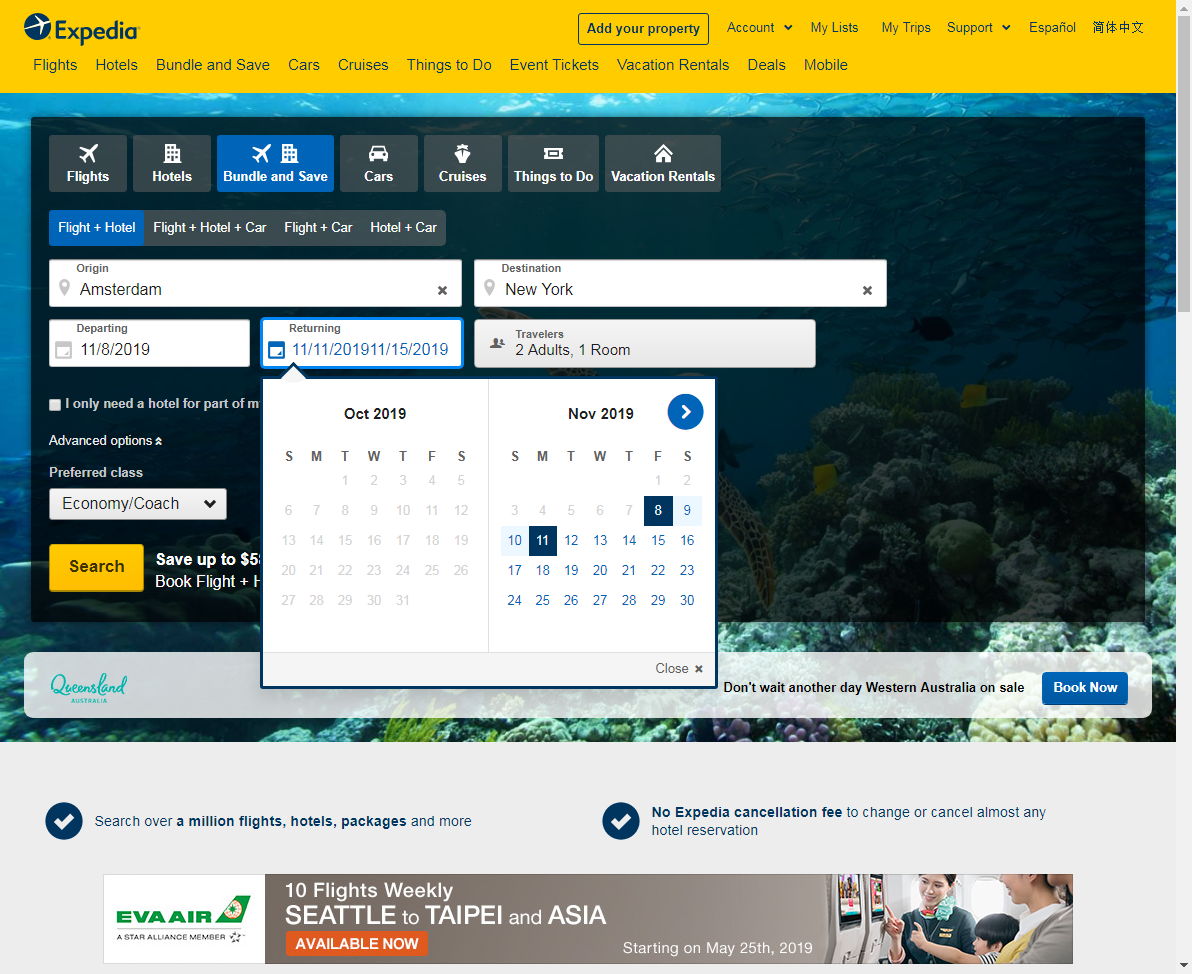 Expedia
Add your property
Account
My Lists
My Trips
Support
Español
简体中文
Flights
Hotels
Bundle and Save
Cars
Cruises
Things to Do
Event Tickets
Vacation Rentals
Deals
Mobile
Flights
Hotels
Bundle and Save
Cars
Cruises
Things to Do
Vacation Rentals
Flight + Hotel
Flight + Hotel + Car
Flight + Car
Hotel + Car
Origin
Amsterdam
Destination
New York
Departing
11/8/2019
Returning
11/11/201911/15/2019
Travelers
2 Adults, 1 Room
I only need a hotel for part of m
Advanced options
Preferred class
Economy/Coach
Search
Save up to $5
Book Flight + H
Oct 2019
S M T W T F S
1 2 3 4 5
6 7 8 9 10 11 12
13 14 15 16 17 18 19
20 21 22 23 24 25 26
27 28 29 30 31
Nov 2019
S M T W T F S
1 2
3 4 5 6 7 8 9
10 11 12 13 14 15 16
17 18 19 20 21 22 23
24 25 26 27 28 29 30
Close
Queensland
AUSTRALIA
Don't wait another day Western Australia on sale
Book Now
Search over a million flights, hotels, packages and more
No Expedia cancellation fee to change or cancel almost any
hotel reservation
EVA AIR
A STAR ALLIANCE MEMBER
10 Flights Weekly
SEATTLE to TAIPEI and ASIA
AVAILABLE NOW
Starting on May 25th, 2019